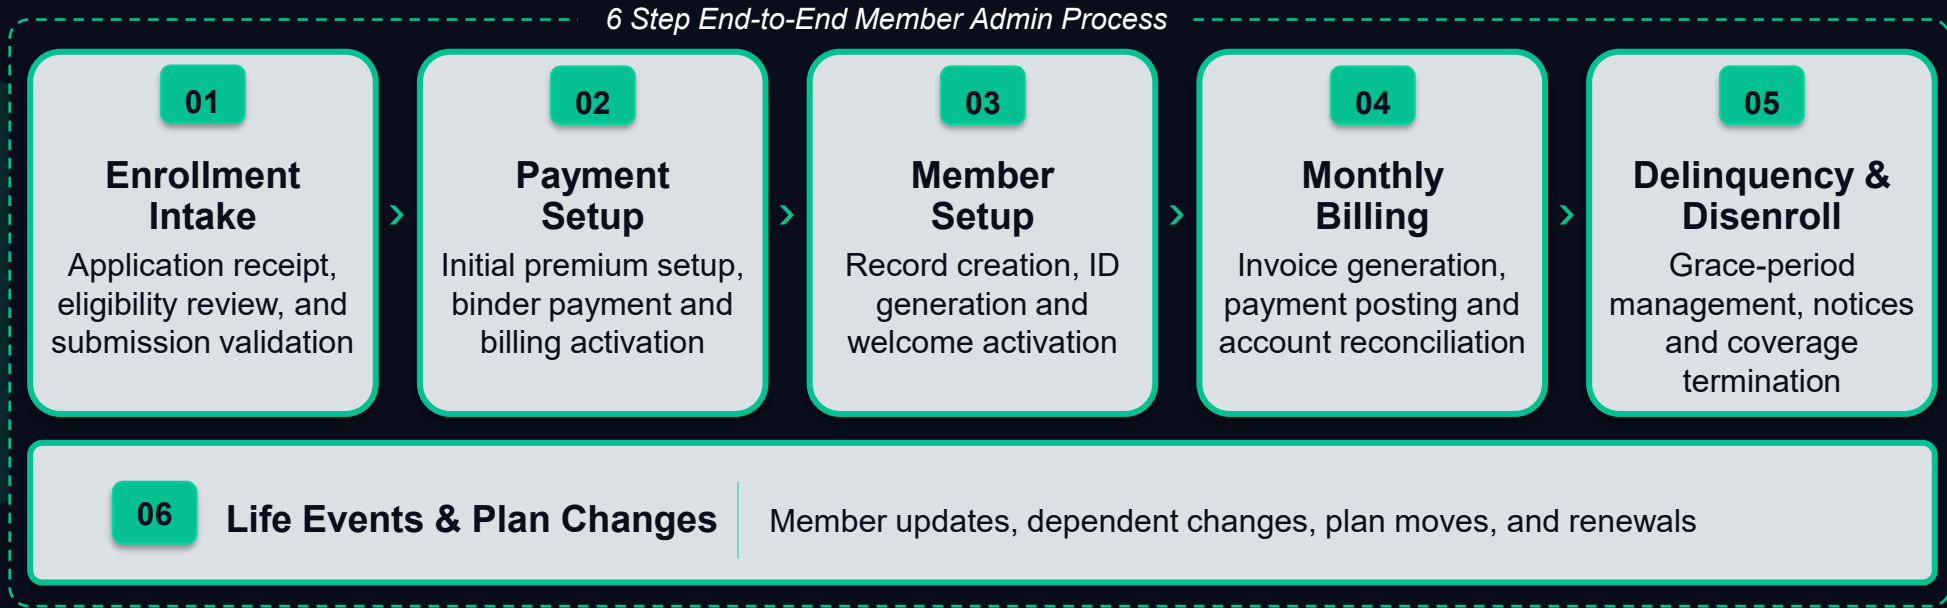 6 Step End-to-End Member Admin Process
01
Enrollment
Intake
Application receipt,
eligibility review, and
submission validation
›
02
Payment
Setup
Initial premium setup,
binder payment and
billing activation
›
03
Member
Setup
Record creation, ID
generation and
welcome activation
›
04
Monthly
Billing
Invoice generation,
payment posting and
account reconciliation
›
05
Delinquency &
Disenroll
Grace-period
management, notices
and coverage
termination
06
Life Events & Plan Changes
Member updates, dependent changes, plan moves, and renewals